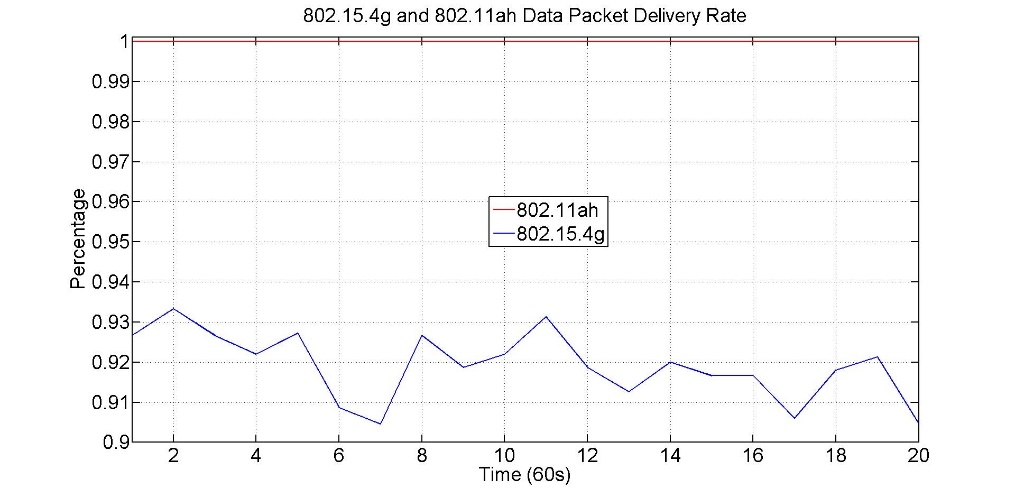 802.15.4g and 802.11ah Data Packet Delivery Rate
1
0.99
0.98
0.97
0.96
0.95
0.94
0.93
0.92
0.91
0.9
Percentage
802.11ah
802.15.4g
2 4 6 8 10 12 14 16 18 20
Time (60s)